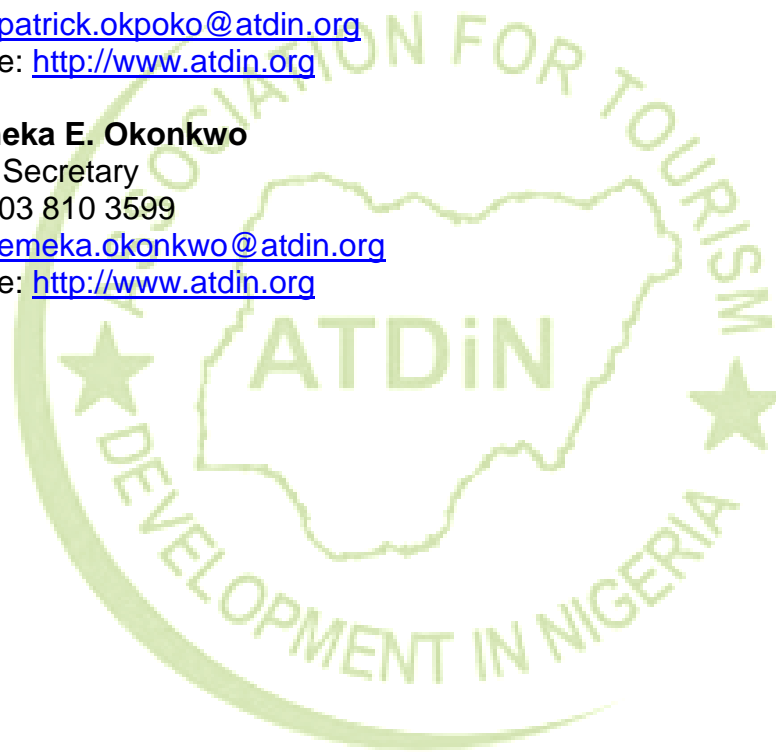 patrick.okpoko@atdin.org
e: http://www.atdin.org
eka E. Okonkwo
Secretary
03 810 3599
emeka.okonkwo@atdin.org
e: http://www.atdin.org
ASSOCIATION FOR TOURISM
ATDiN
DEVELOPMENT IN NIGERIA